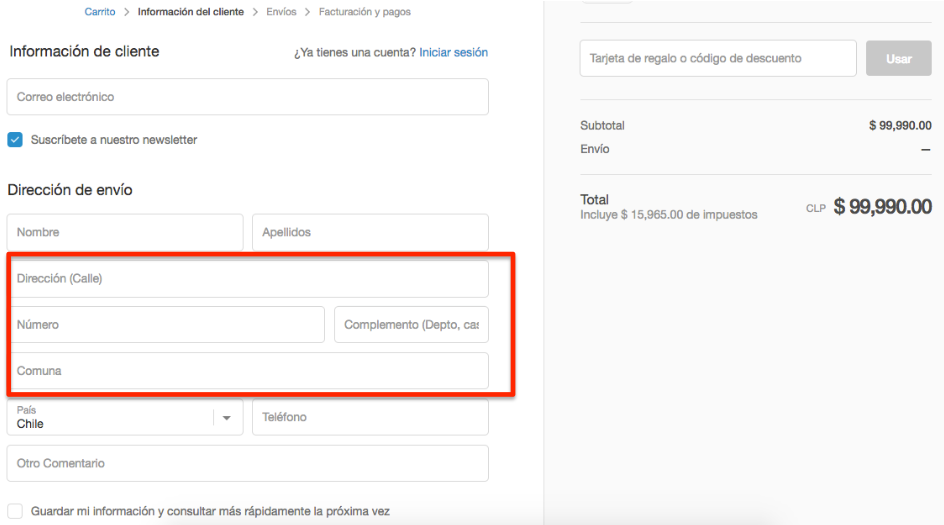 Carrito > Información del cliente > Envíos > Facturación y pagos
Información de cliente
¿Ya tienes una cuenta? Iniciar sesión
Correo electrónico
Suscríbete a nuestro newsletter
Dirección de envío
Nombre
Apellidos
Dirección (Calle)
Número
Complemento (Depto, cas
Comuna
País
Chile
Teléfono
Otro Comentario
Guardar mi información y consultar más rápidamente la próxima vez
Tarjeta de regalo o código de descuento
Usar
Subtotal $ 99,990.00
Envío —
Total CLP $ 99,990.00
Incluye $ 15,965.00 de impuestos